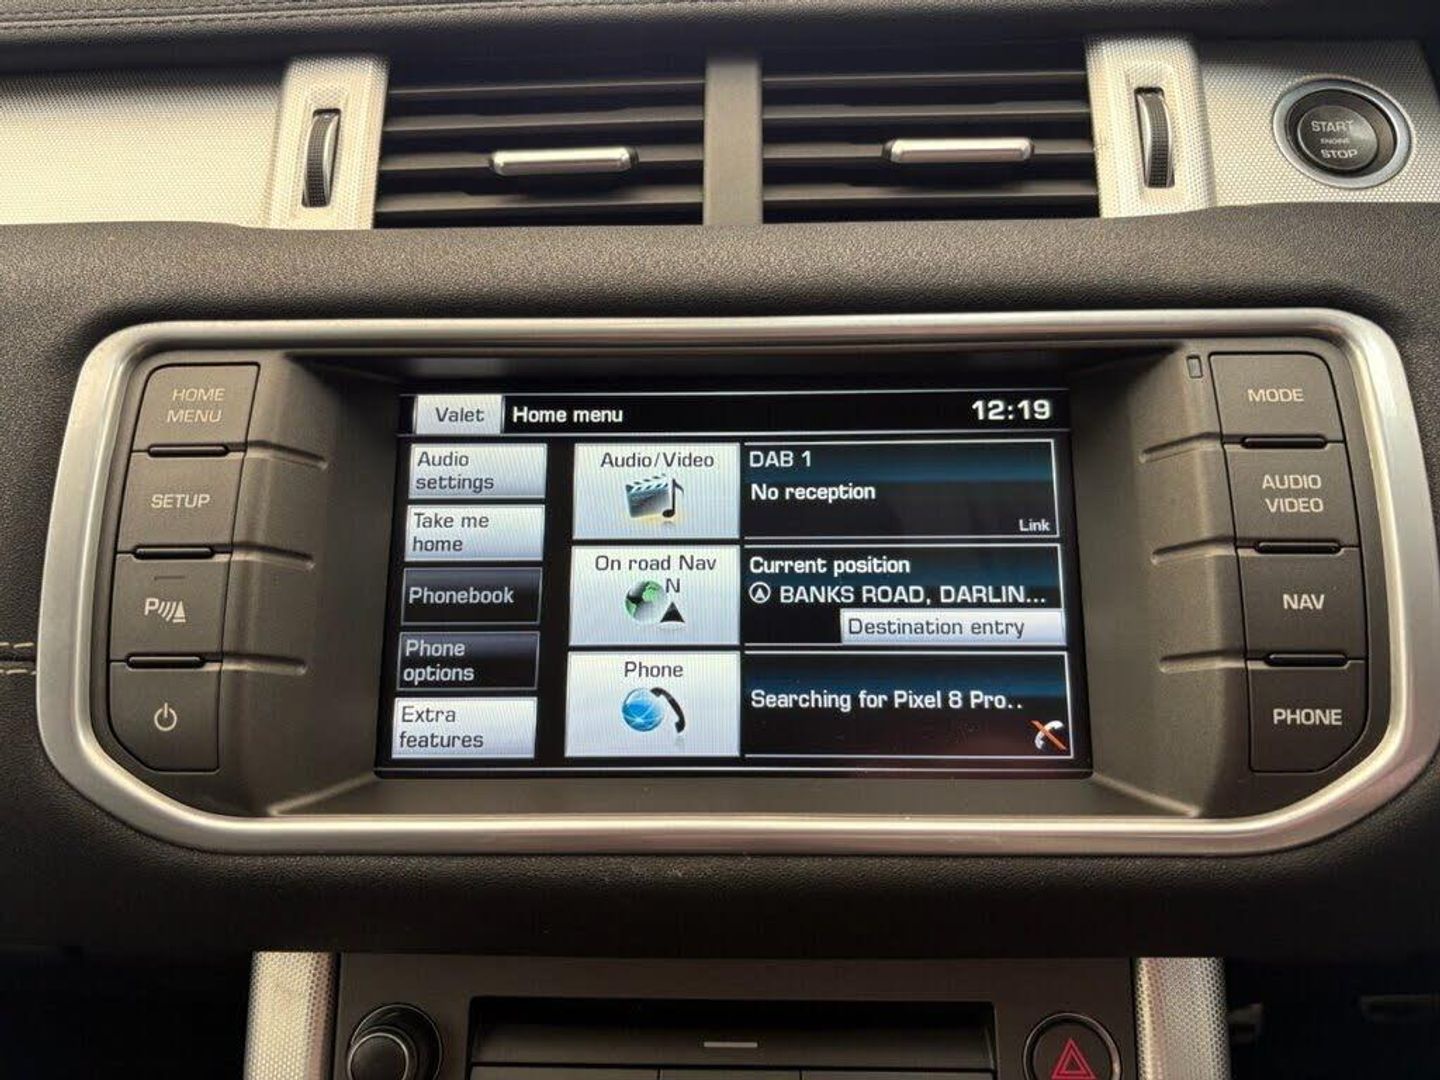 START
ENGINE
STOP
HOME
MENU
SETUP
P
Valet
Home menu
12:19
Audio
settings
Take me
home
Phonebook
Phone
options
Extra
features
Audio/Video
On road Nav
N
Phone
DAB 1
No reception
Link
Current position
BANKS ROAD, DARLIN...
Destination entry
Searching for Pixel 8 Pro..
MODE
AUDIO
VIDEO
NAV
PHONE